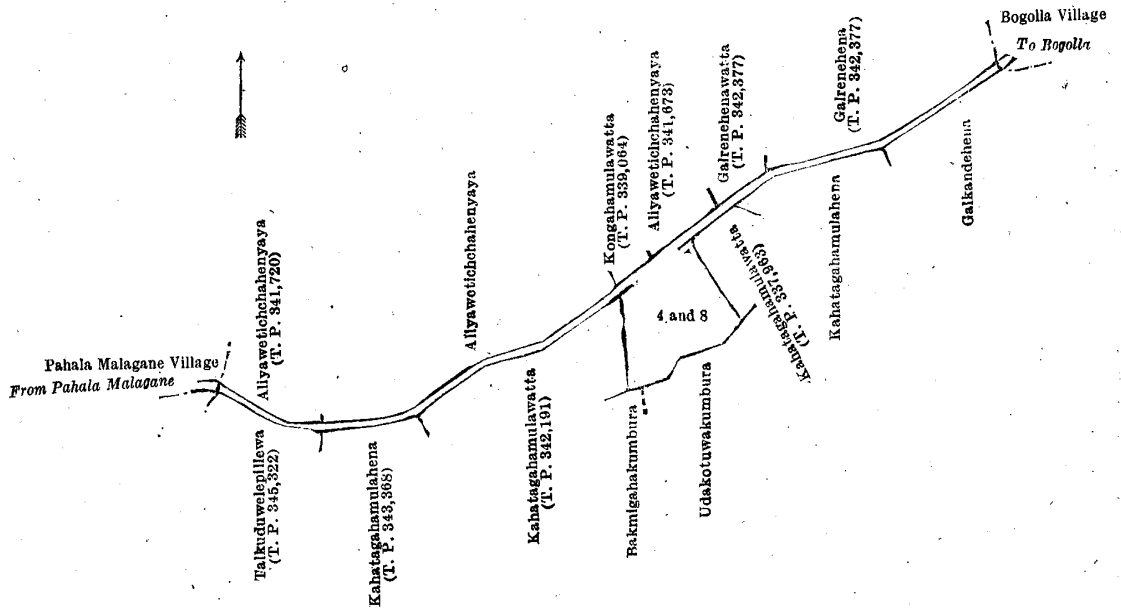 Bogolla Village
To Bogolla
Galrenehena
(T. P. 342,377)
Galrenehenawatta
(T. P. 342,377)
Aliyawetichchahenyaya
(T. P. 341,673)
Kongahamulawatta
(T. P. 339,064)
Aliyawetichchahenyaya
Aliyawetichchahenyaya
(T. P. 341,720)
Pahala Malagane Village
From Pahala Malagane
Talkuduwelepillewa
(T. P. 345,322)
Kahatagahamulahena
(T. P. 343,368)
Kahatagahamulawatta
(T. P. 342,191)
Bakmigahakumbura
4 and 8
Udakotuwakumbura
Kahatagahamulawatta
(T. P. 337,963)
Kahatagahamulahena
Galkandehena